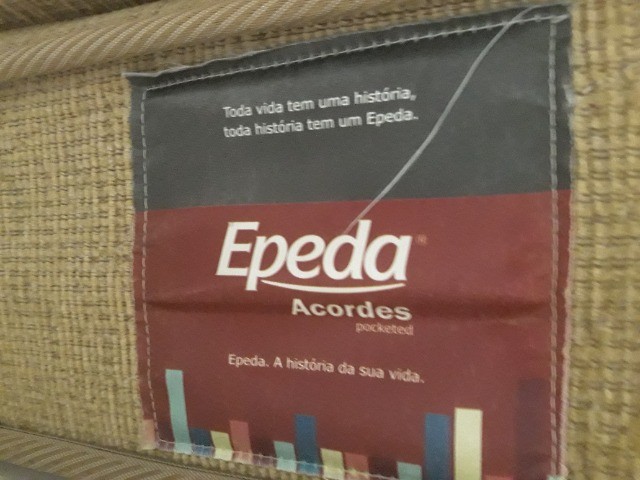 Toda vida tem uma história,
toda história tem um Epeda.
Epeda®
Acordes
pocketed
Epeda. A história da sua vida.